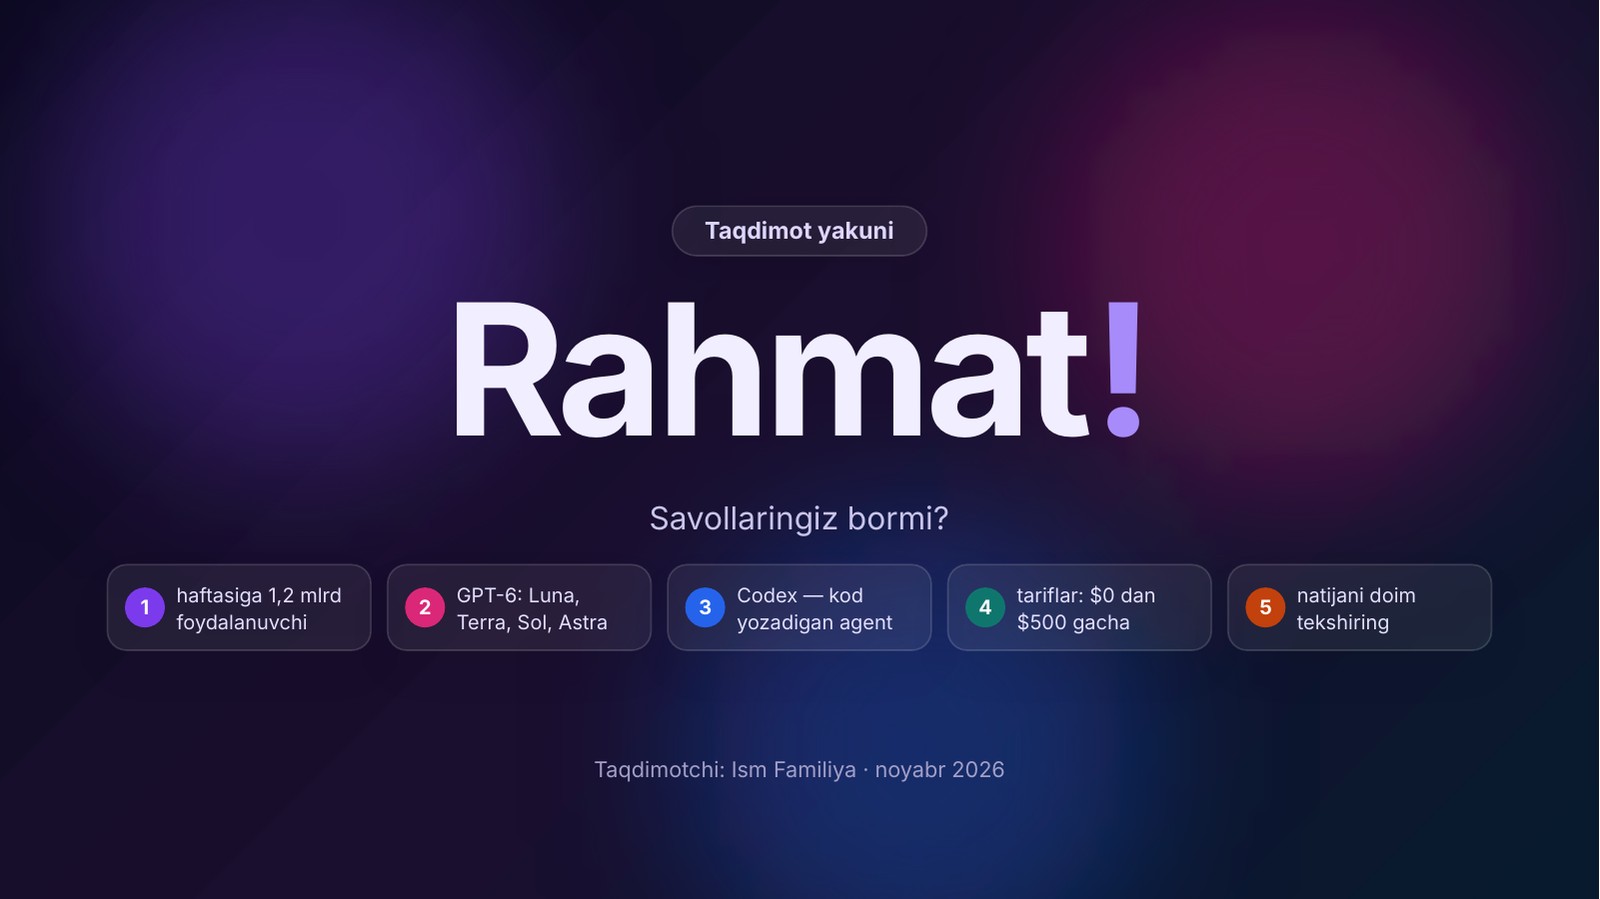 Taqdimot yakuni
Rahmat!
Savollaringiz bormi?
1
haftasiga 1,2 mlrd
foydalanuvchi
2
GPT-6: Luna,
Terra, Sol, Astra
3
Codex — kod
yozadigan agent
4
tariflar: $0 dan
$500 gacha
5
natijani doim
tekshiring
Taqdimotchi: Ism Familiya · noyabr 2026